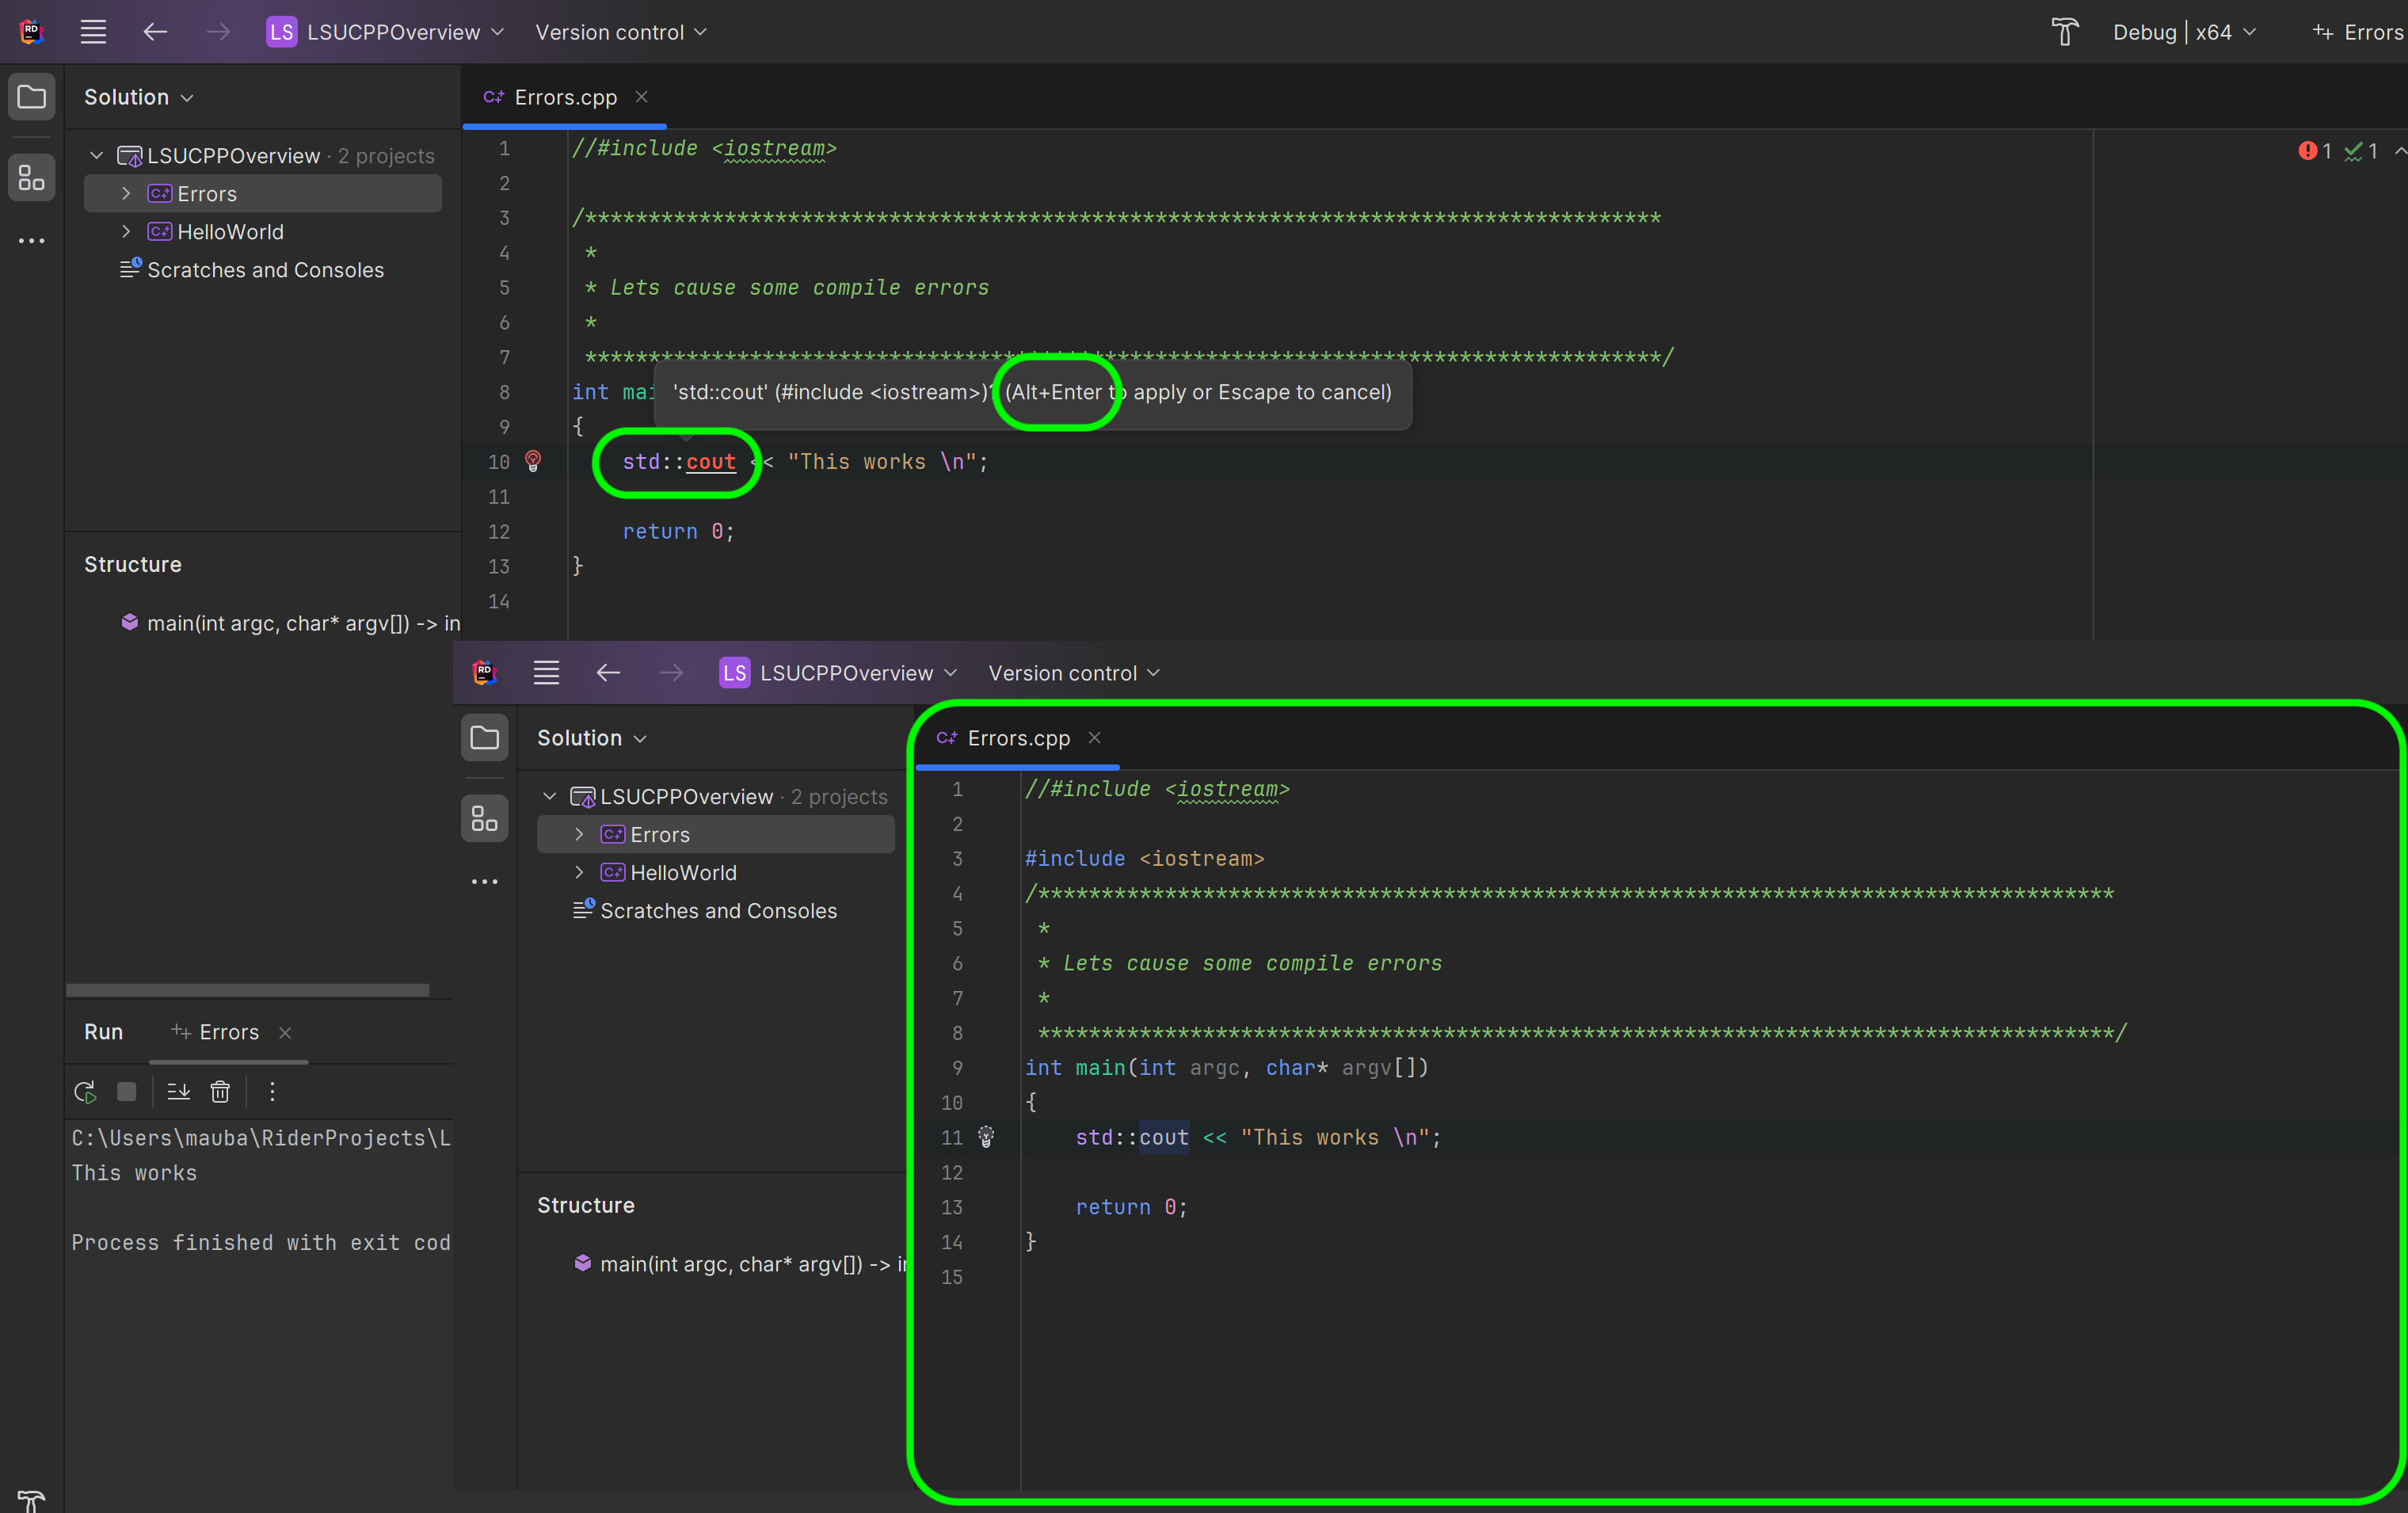 RD LS LSUCPPOverview Version control Debug | x64 Errors
Solution
LSUCPPOverview · 2 projects
Errors
HelloWorld
Scratches and Consoles
Structure
main(int argc, char* argv[]) -> in
C++ Errors.cpp
1 1
1 //#include <iostream>
2
3 /*************************************************************************************
4 *
5 * Lets cause some compile errors
6 *
7 *************************************************************************************/
8 int mai
'std::cout' (#include <iostream>)? (Alt+Enter to apply or Escape to cancel)
9 {
10 std::cout << "This works \n";
11
12 return 0;
13 }
14
Run Errors
C:\Users\mauba\RiderProjects\L
This works
Process finished with exit cod
RD LS LSUCPPOverview Version control
Solution
LSUCPPOverview · 2 projects
C++ Errors
C++ HelloWorld
Scratches and Consoles
Structure
main(int argc, char* argv[]) -> in
C++ Errors.cpp
1 //#include <iostream>
2
3 #include <iostream>
4 /*************************************************************************************
5 *
6 * Lets cause some compile errors
7 *
8 *************************************************************************************/
9 int main(int argc, char* argv[])
10 {
11 std::cout << "This works \n";
12
13 return 0;
14 }
15